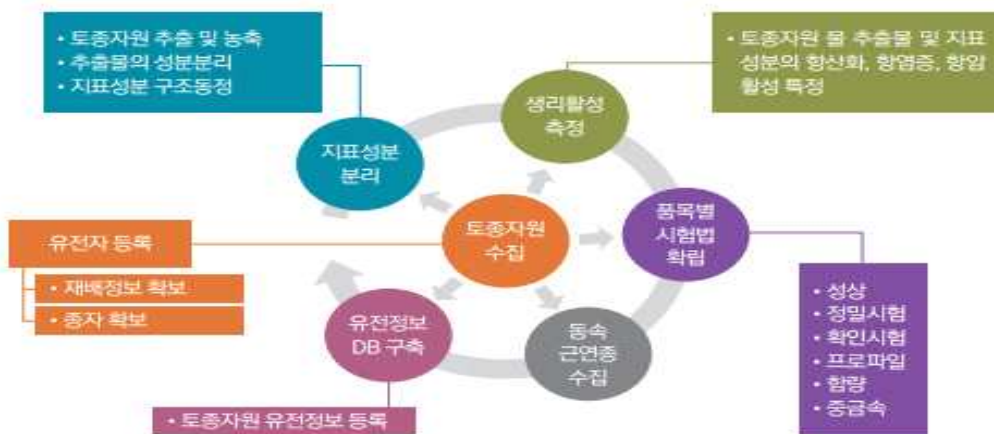 • 토종자원 추출 및 농축
• 추출물의 성분분리
• 지표성분 구조동정
• 토종자원 물 추출물 및 지표
성분의 항산화, 항염증, 항암
활성 특정
생리활성
측정
지표성분
분리
토종자원
수집
품목별
시험법
확립
유전자 등록
• 재배정보 확보
• 종자 확보
유전정보
DB 구축
동속
근연종
수집
• 성상
• 정밀시험
• 확인시험
• 프로파일
• 함량
• 중금속
• 토종자원 유전정보 등록